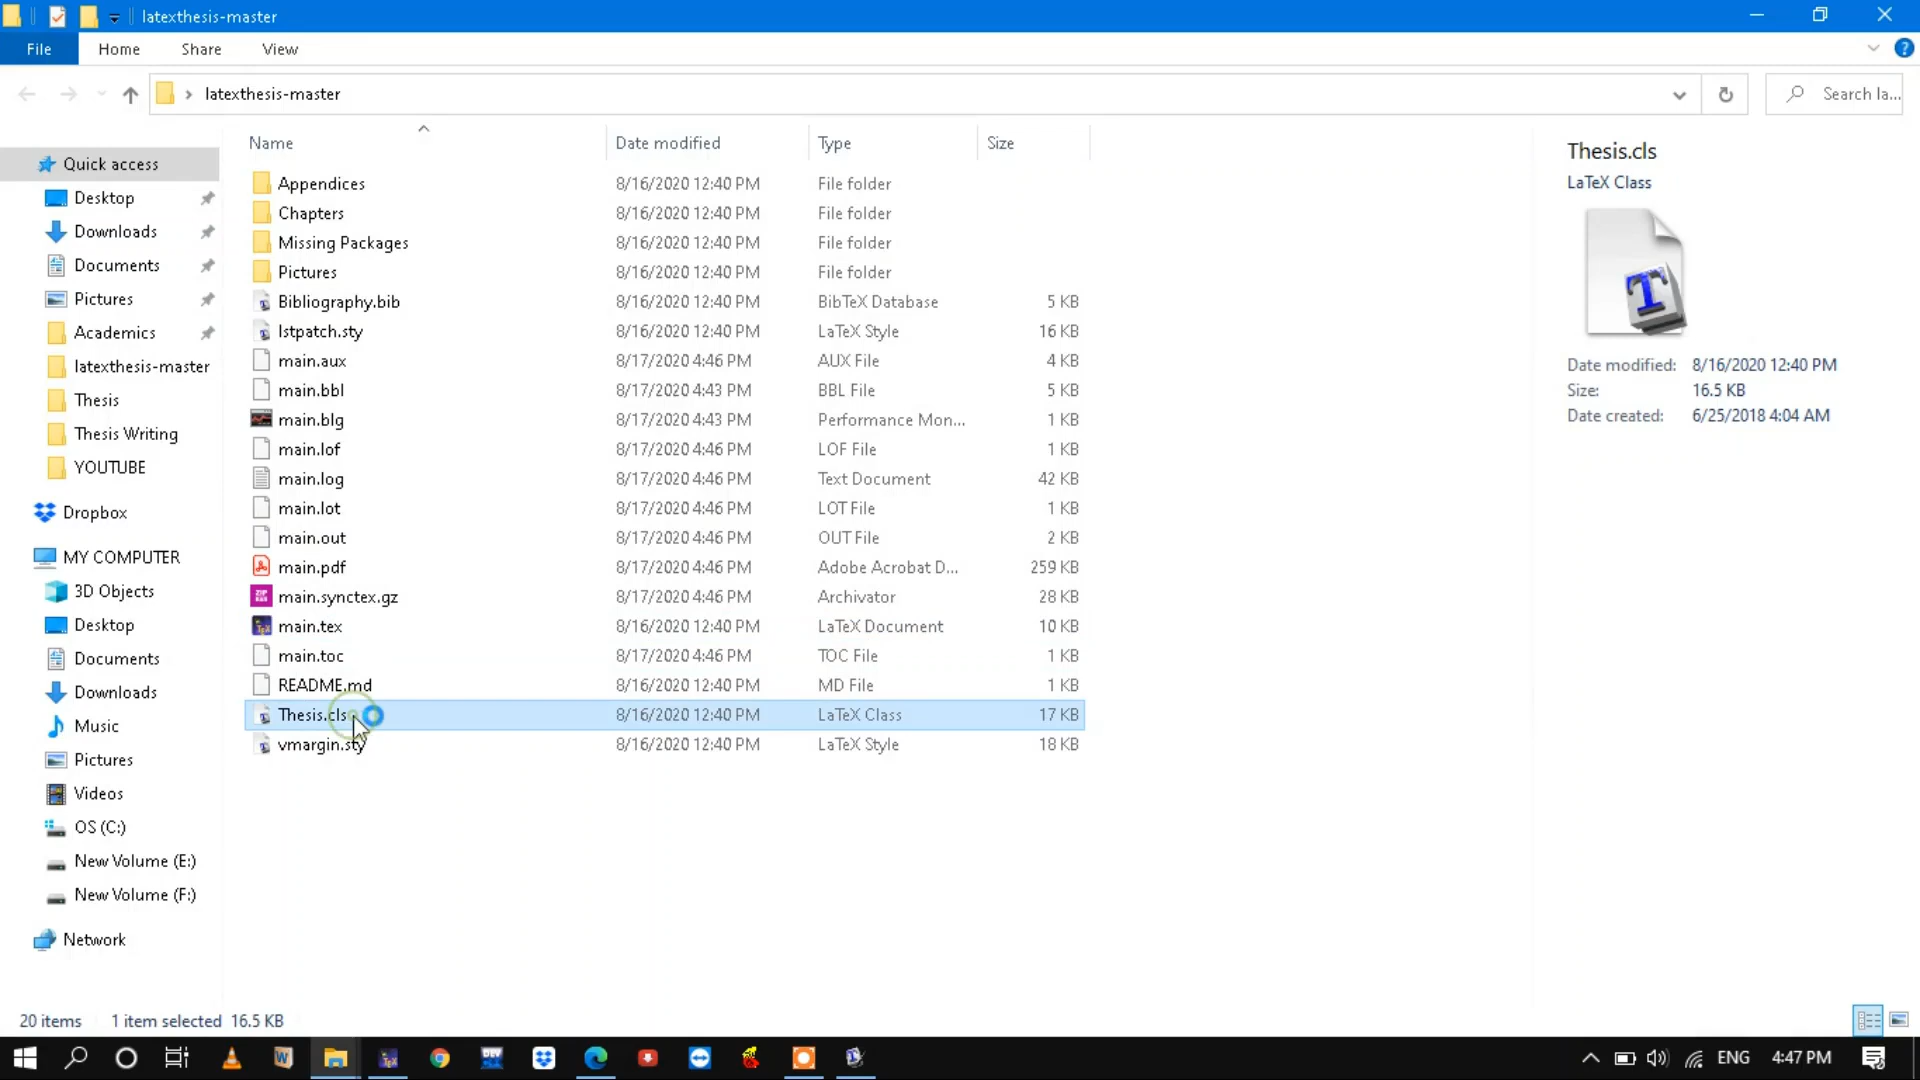 latexthesis-master
File Home Share View
latexthesis-master
Search la...
Name Date modified Type Size
Quick access
Desktop
Downloads
Documents
Pictures
Academics
latexthesis-master
Thesis
Thesis Writing
YOUTUBE
Dropbox
MY COMPUTER
3D Objects
Desktop
Documents
Downloads
Music
Pictures
Videos
OS (C:)
New Volume (E:)
New Volume (F:)
Network
Appendices 8/16/2020 12:40 PM File folder
Chapters 8/16/2020 12:40 PM File folder
Missing Packages 8/16/2020 12:40 PM File folder
Pictures 8/16/2020 12:40 PM File folder
Bibliography.bib 8/16/2020 12:40 PM BibTeX Database 5 KB
lstpatch.sty 8/16/2020 12:40 PM LaTeX Style 16 KB
main.aux 8/17/2020 4:46 PM AUX File 4 KB
main.bbl 8/17/2020 4:43 PM BBL File 5 KB
main.blg 8/17/2020 4:43 PM Performance Mon... 1 KB
main.lof 8/17/2020 4:46 PM LOF File 1 KB
main.log 8/17/2020 4:46 PM Text Document 42 KB
main.lot 8/17/2020 4:46 PM LOT File 1 KB
main.out 8/17/2020 4:46 PM OUT File 2 KB
main.pdf 8/17/2020 4:46 PM Adobe Acrobat D... 259 KB
main.synctex.gz 8/17/2020 4:46 PM Archivator 28 KB
main.tex 8/16/2020 12:40 PM LaTeX Document 10 KB
main.toc 8/17/2020 4:46 PM TOC File 1 KB
README.md 8/16/2020 12:40 PM MD File 1 KB
Thesis.cls 8/16/2020 12:40 PM LaTeX Class 17 KB
vmargin.sty 8/16/2020 12:40 PM LaTeX Style 18 KB
Thesis.cls
LaTeX Class
Date modified: 8/16/2020 12:40 PM
Size: 16.5 KB
Date created: 6/25/2018 4:04 AM
20 items 1 item selected 16.5 KB
ENG 4:47 PM